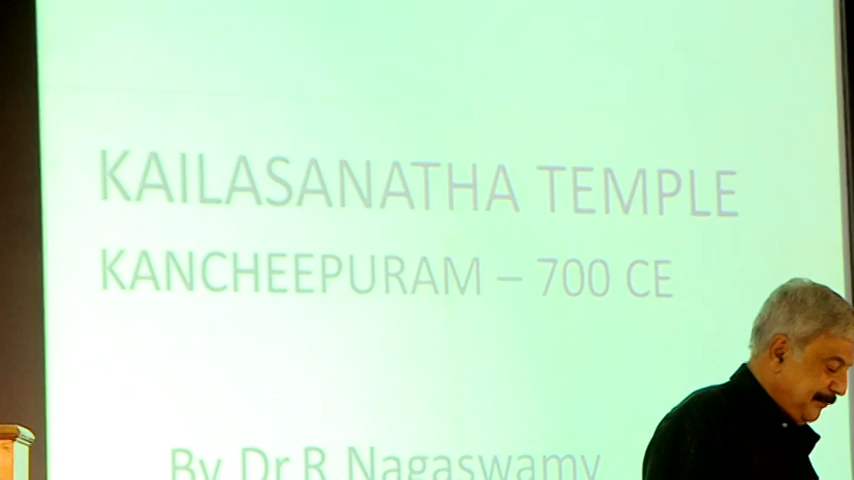 KAILASANATHA TEMPLE
KANCHEEPURAM – 700 CE
By Dr R Nagaswamy